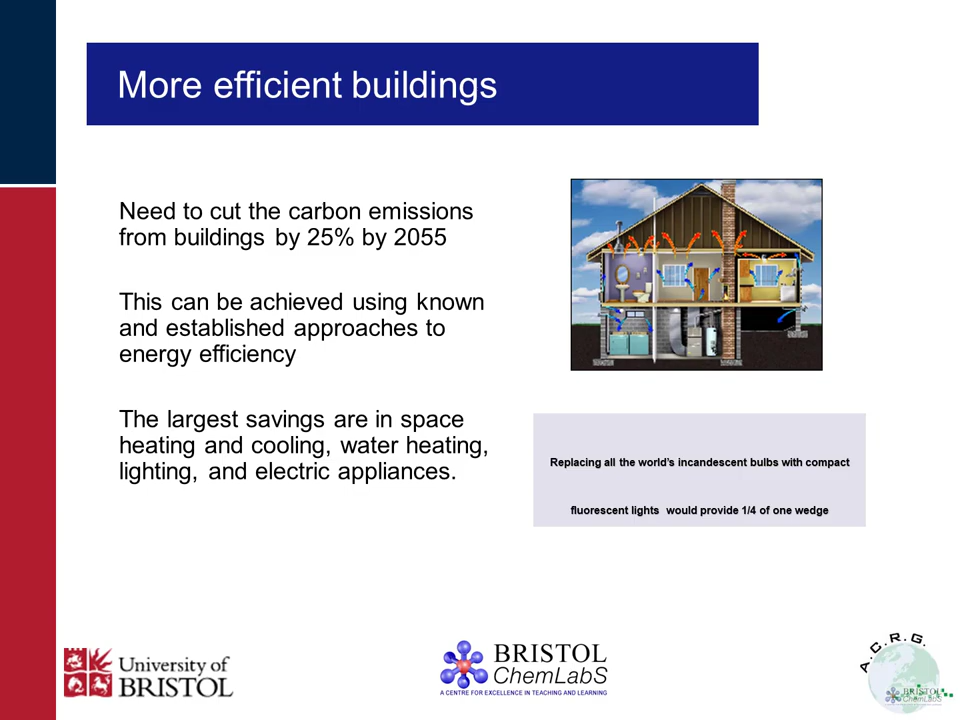 More efficient buildings
Need to cut the carbon emissions
from buildings by 25% by 2055
This can be achieved using known
and established approaches to
energy efficiency
The largest savings are in space
heating and cooling, water heating,
lighting, and electric appliances.
Replacing all the world's incandescent bulbs with compact
fluorescent lights would provide 1/4 of one wedge
University of
BRISTOL
BRISTOL
ChemLabS
A CENTRE FOR EXCELLENCE IN TEACHING AND LEARNING
A.C.R.G.
BRISTOL
ChemLabS